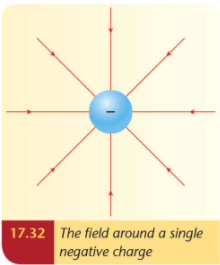 -
17.32 The field around a single
negative charge